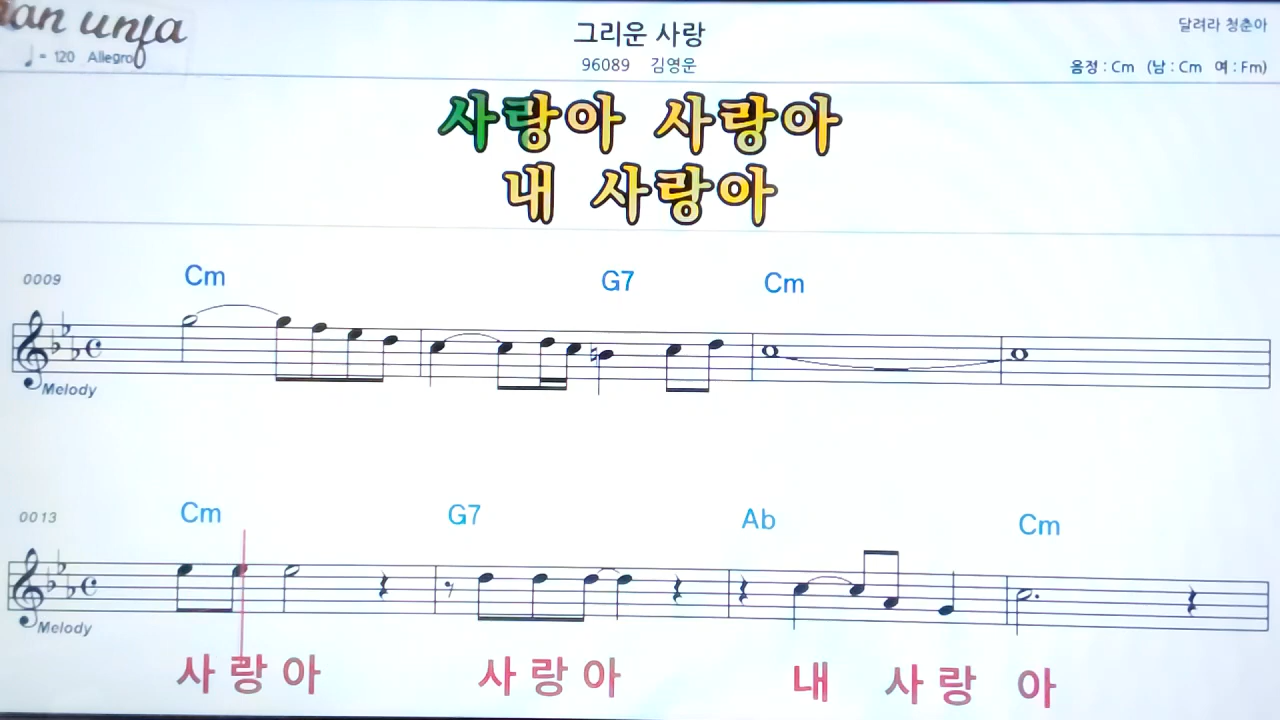 ♩ = 120 Allegro
그리운 사랑
96089 김영운
달려라 청춘아
음정 : Cm (남 : Cm 여 : Fm)
사랑아 사랑아
내 사랑아
0009 Cm G7 Cm
Melody
0013 Cm G7 Ab Cm
Melody
사 랑 아 사 랑 아 내 사 랑 아